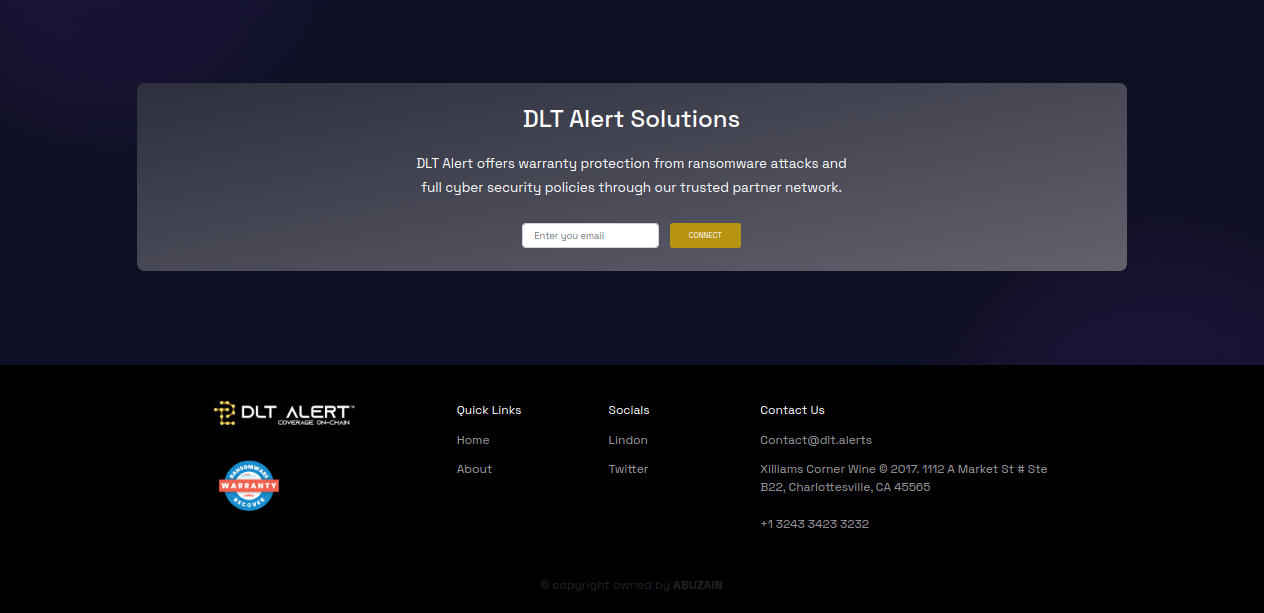 DLT Alert Solutions
DLT Alert offers warranty protection from ransomware attacks and
full cyber security policies through our trusted partner network.
Enter you email
CONNECT
DLT ALERT™
COVERAGE ON-CHAIN
RANSOMWARE
WARRANTY
RECOVER
Quick Links
Home
About
Socials
Lindon
Twitter
Contact Us
Contact@dlt.alerts
Xilliams Corner Wine © 2017. 1112 A Market St # Ste
B22, Charlottesville, CA 45565
+1 3243 3423 3232
© copyright owned by ABUZAIN